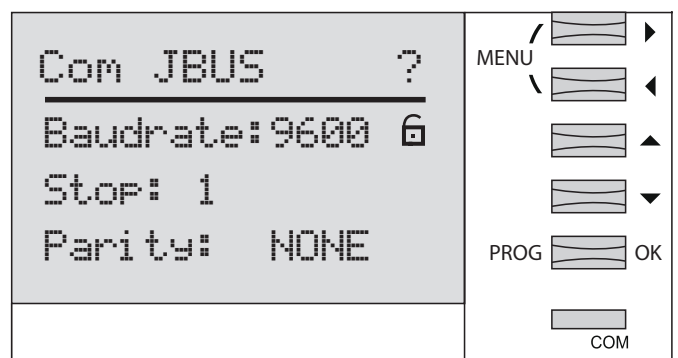 Com JBUS ?
Baudrate:9600
Stop: 1
Parity: NONE
MENU
PROG
OK
COM